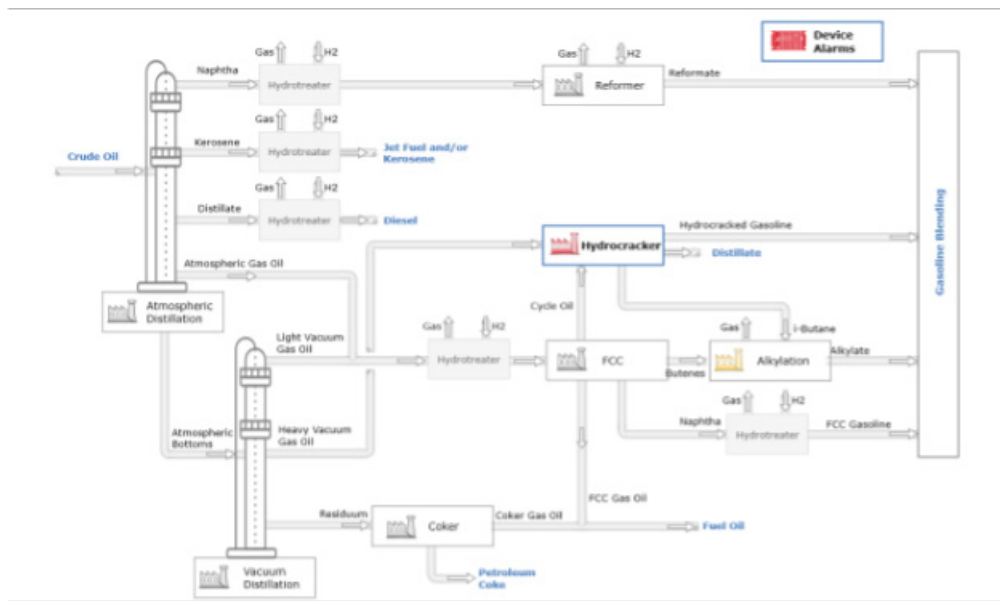 Device
Alarms
Gas
H2
Naphtha
Hydrotreater
Gas
H2
Reformer
Reformate
Gas
H2
Kerosene
Hydrotreater
Jet Fuel and/or
Kerosene
Crude Oil
Gas
H2
Distillate
Hydrotreater
Diesel
Atmospheric Gas Oil
Hydrocracker
Hydrocracked Gasoline
Distillate
Gasoline Blending
Atmospheric
Distillation
Cycle Oil
Light Vacuum
Gas Oil
Gas
H2
Hydrotreater
FCC
Butenes
Gas
i-Butane
Alkylation
Alkylate
Gas
H2
Naphtha
Hydrotreater
FCC Gasoline
Atmospheric
Bottoms
Heavy Vacuum
Gas Oil
FCC Gas Oil
Residuum
Coker
Coker Gas Oil
Fuel Oil
Petroleum
Coke
Vacuum
Distillation